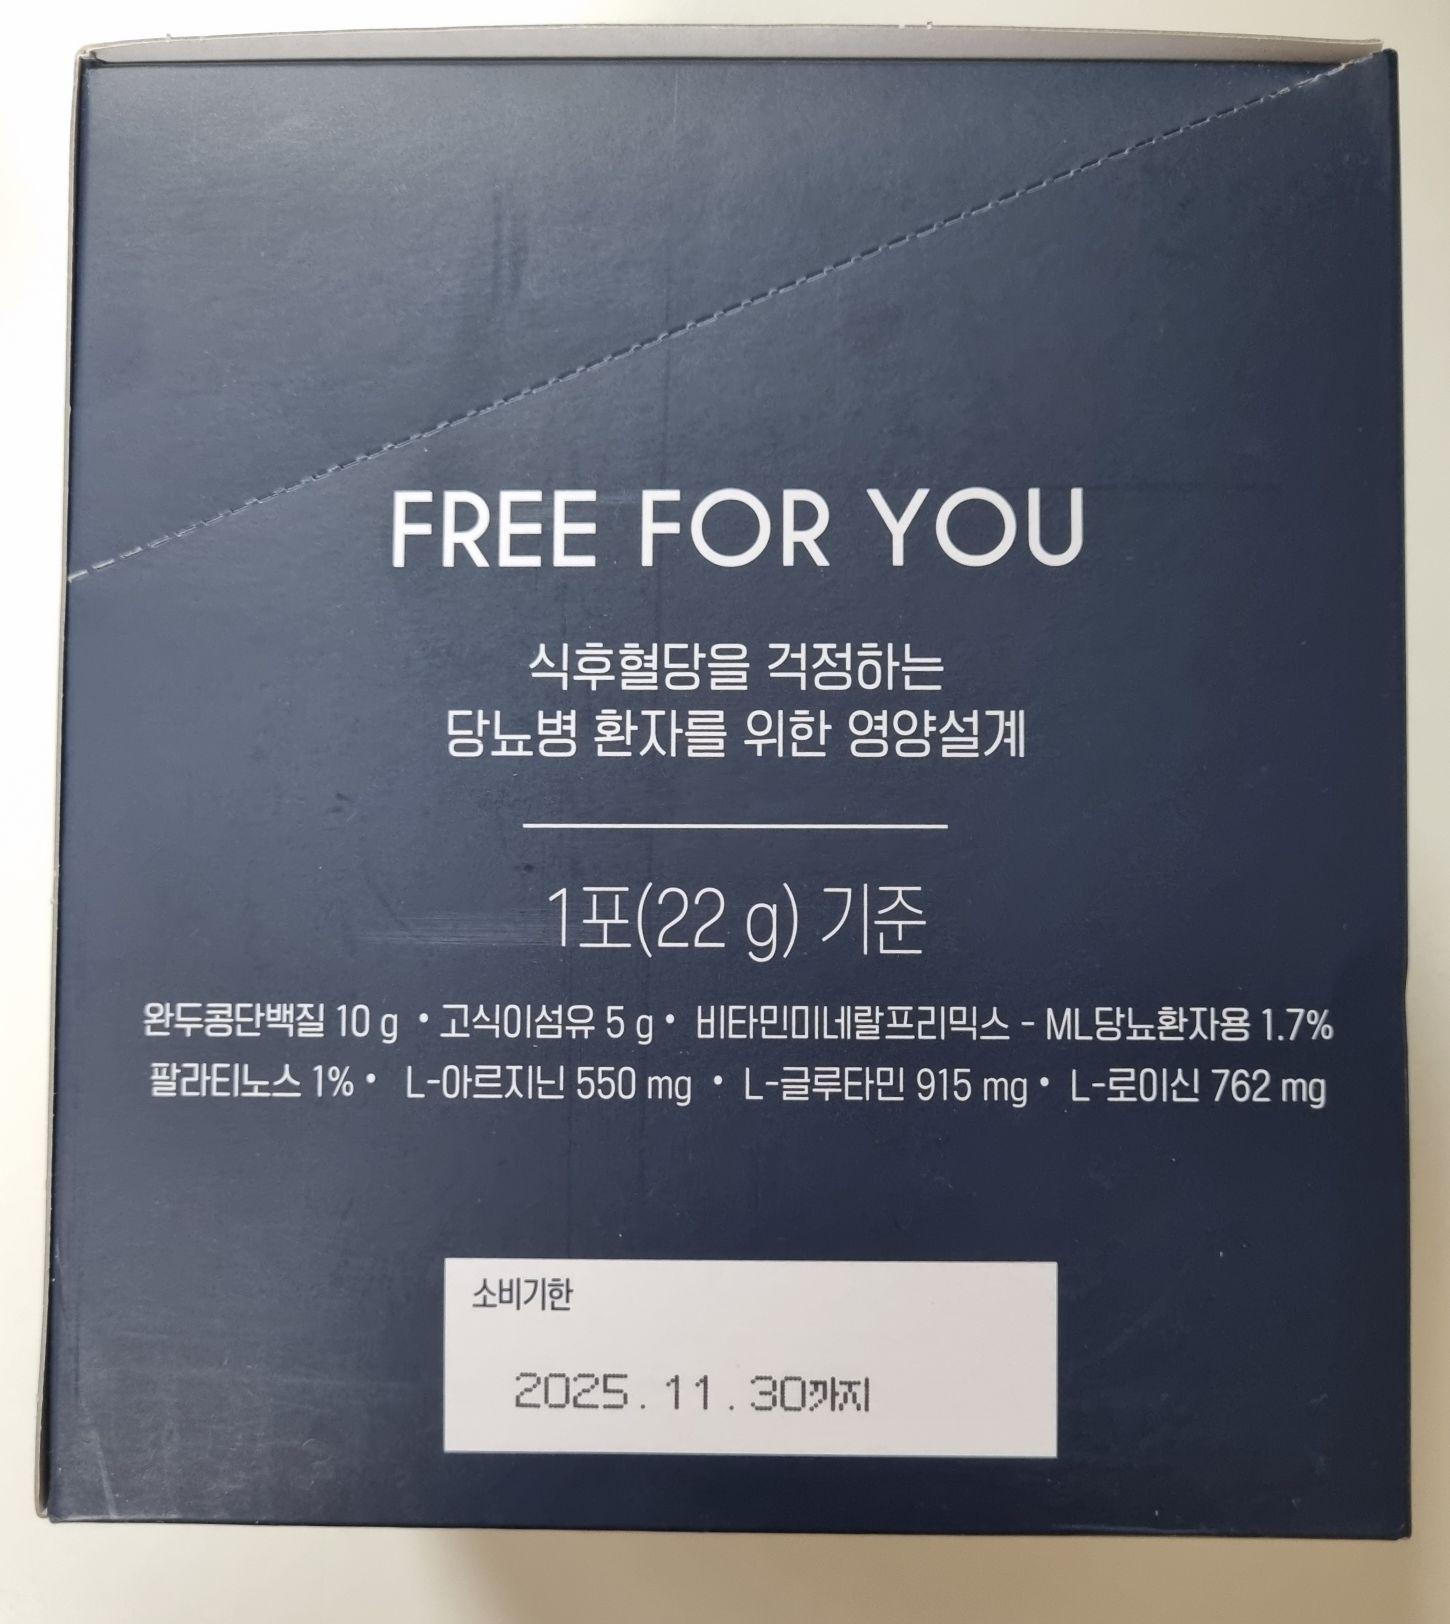 FREE FOR YOU
식후혈당을 걱정하는
당뇨병 환자를 위한 영양설계
1포(22 g) 기준
완두콩단백질 10 g • 고식이섬유 5 g • 비타민미네랄프리믹스 - ML당뇨환자용 1.7%
팔라티노스 1% • L-아르지닌 550 mg • L-글루타민 915 mg • L-로이신 762 mg
소비기한
2025.11.30까지